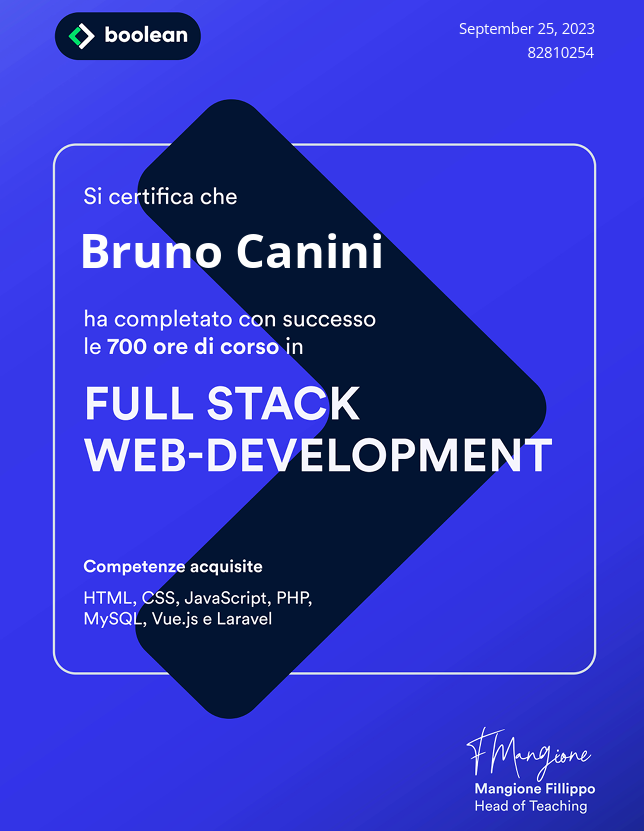 boolean
September 25, 2023
82810254
Si certifica che
Bruno Canini
ha completato con successo
le 700 ore di corso in
FULL STACK
WEB-DEVELOPMENT
Competenze acquisite
HTML, CSS, JavaScript, PHP,
MySQL, Vue.js e Laravel
F Mangione
Mangione Fillippo
Head of Teaching